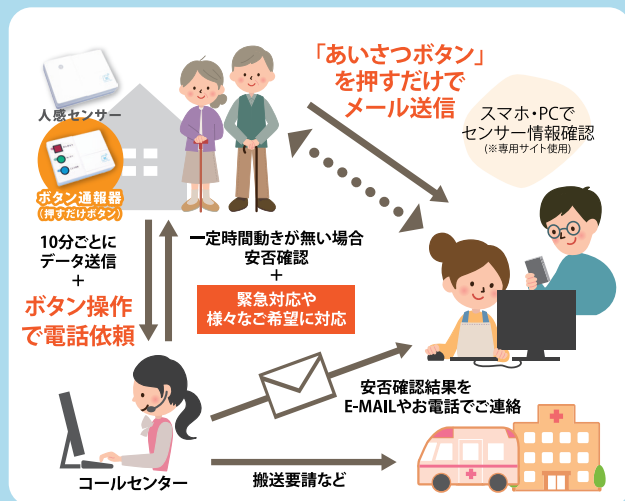 「あいさつボタン」
を押すだけで
メール送信
人感センサー
スマホ・PCで
センサー情報確認
(※専用サイト使用)
ボタン通報器
(押すだけボタン)
10分ごとに
データ送信
+
ボタン操作
で電話依頼
一定時間動きが無い場合
安否確認
+
緊急対応や
様々なご希望に対応
安否確認結果を
E-MAILやお電話でご連絡
コールセンター
搬送要請など